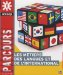 PARCOURS
LES MÉTIERS
DES LANGUES ET
DE L'INTERNATIONAL